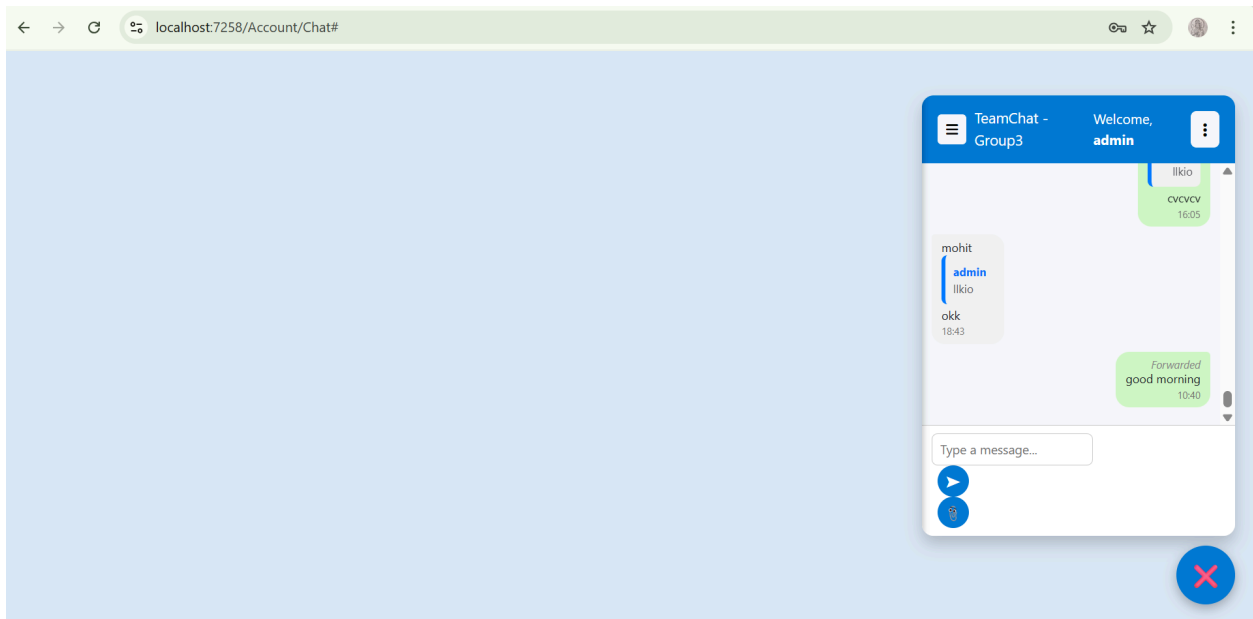 localhost:7258/Account/Chat#
TeamChat -
Group3
Welcome,
admin
llkio
cvcvcv
16:05
mohit
admin
llkio
okk
18:43
Forwarded
good morning
10:40
Type a message...